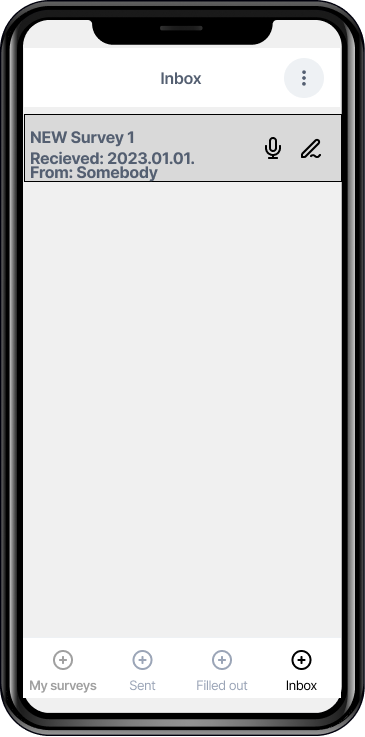 Inbox
NEW Survey 1
Recieved: 2023.01.01.
From: Somebody
My surveys
Sent
Filled out
Inbox